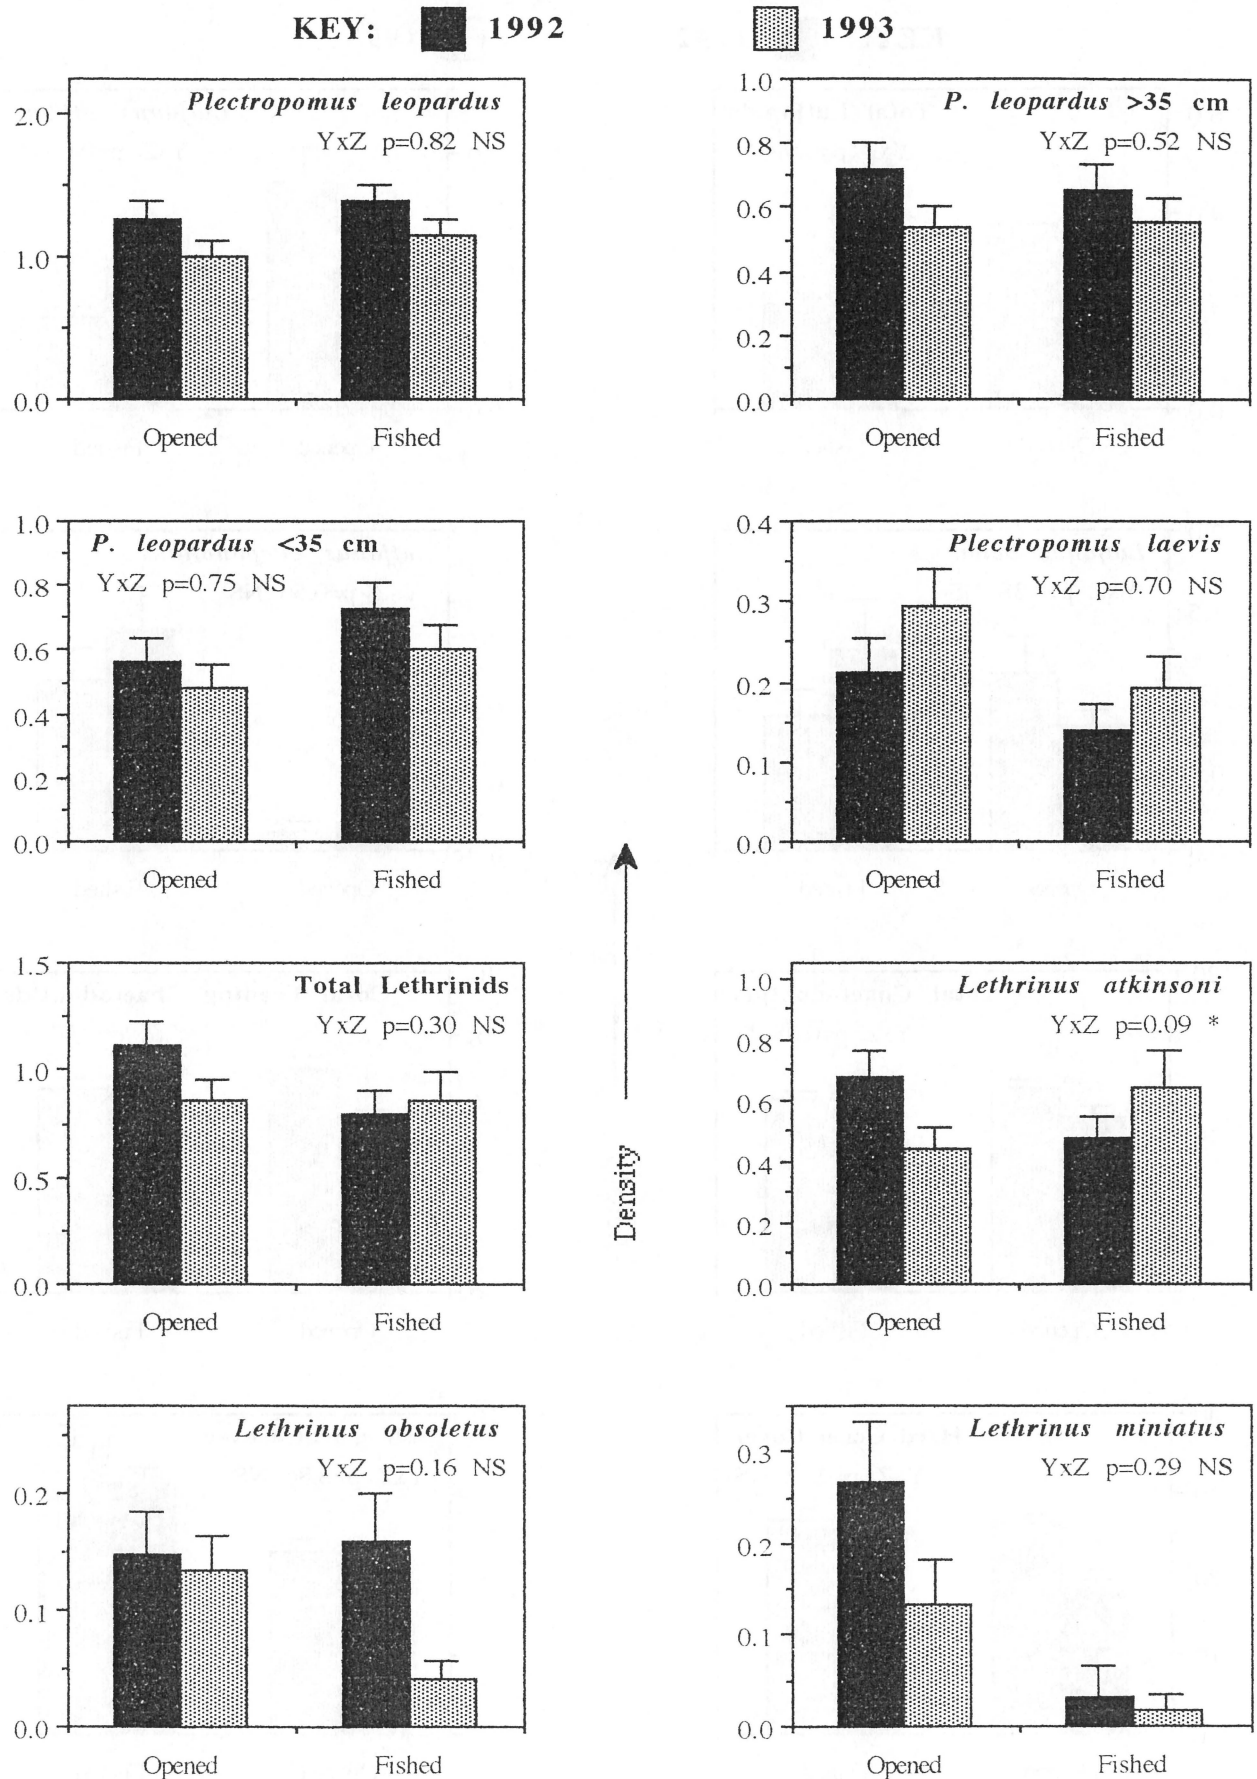 KEY: 1992 1993
Plectropomus leopardus
YxZ p=0.82 NS
2.0
1.0
0.0
Opened Fished
P. leopardus >35 cm
YxZ p=0.52 NS
1.0
0.8
0.6
0.4
0.2
0.0
Opened Fished
P. leopardus <35 cm
YxZ p=0.75 NS
1.0
0.8
0.6
0.4
0.2
0.0
Opened Fished
Plectropomus laevis
YxZ p=0.70 NS
0.4
0.3
0.2
0.1
0.0
Opened Fished
Density
Total Lethrinids
YxZ p=0.30 NS
1.5
1.0
0.5
0.0
Opened Fished
Lethrinus atkinsoni
YxZ p=0.09 *
1.0
0.8
0.6
0.4
0.2
0.0
Opened Fished
Lethrinus obsoletus
YxZ p=0.16 NS
0.2
0.1
0.0
Opened Fished
Lethrinus miniatus
YxZ p=0.29 NS
0.3
0.2
0.1
0.0
Opened Fished